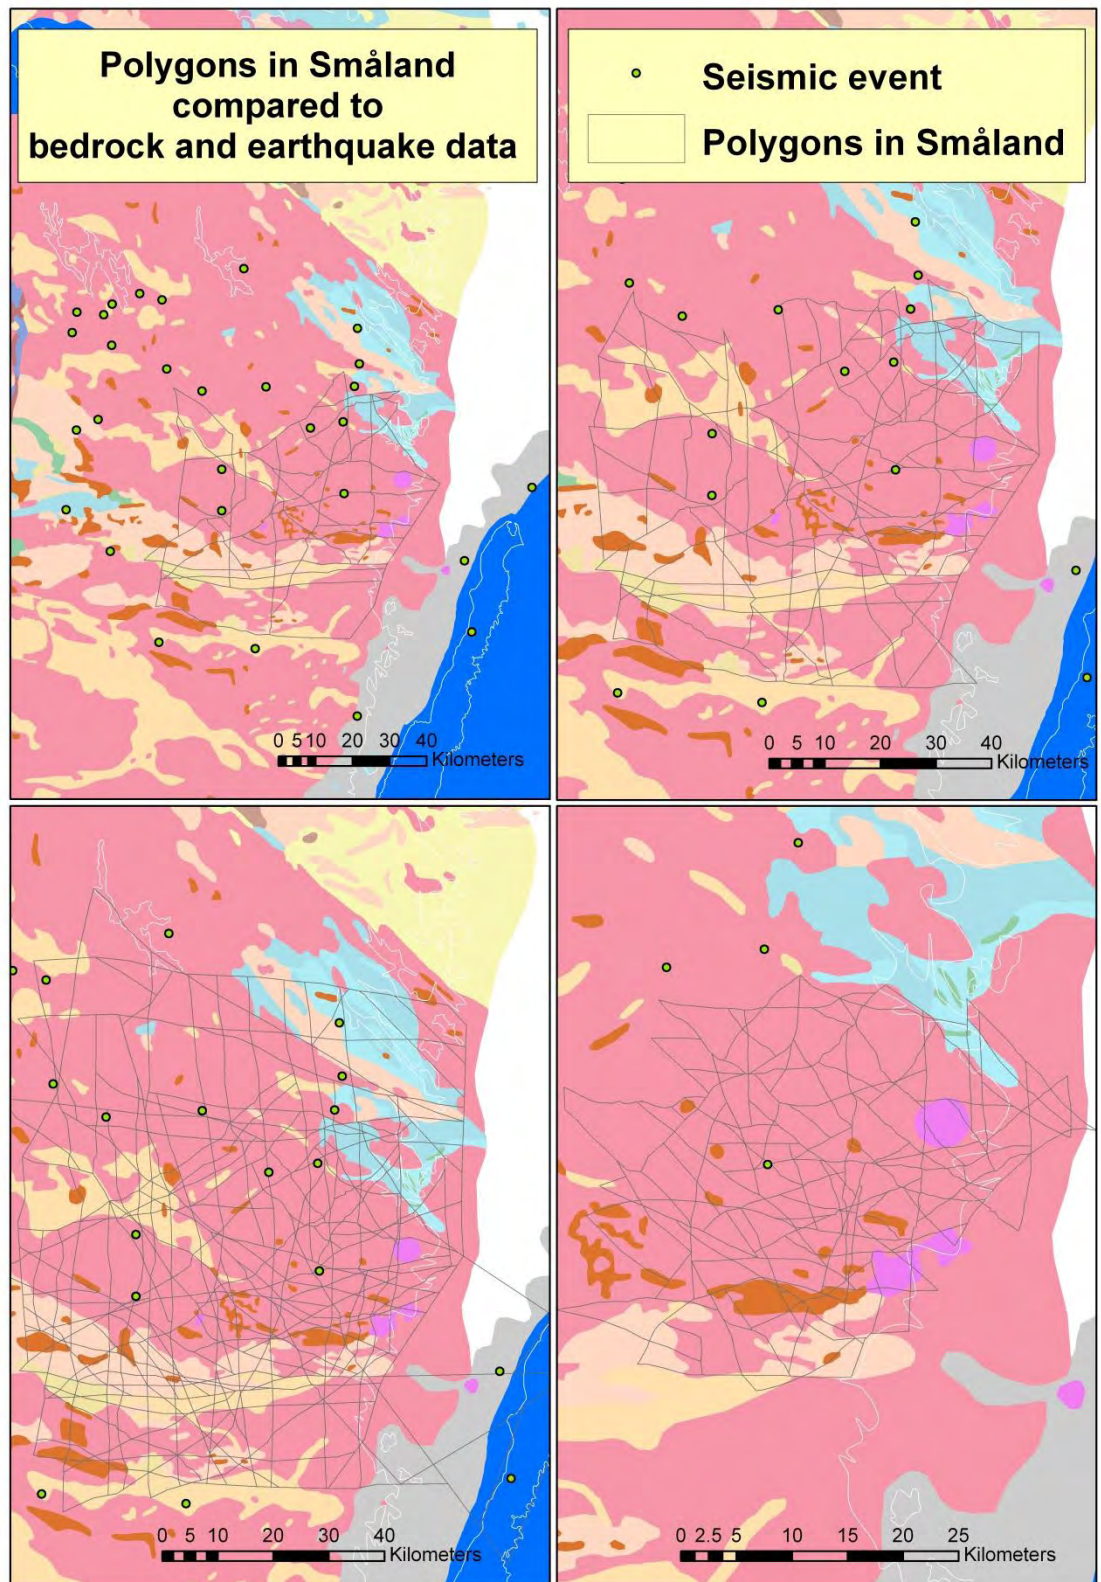 Polygons in Småland
compared to
bedrock and earthquake data
Seismic event
Polygons in Småland
0 5 10 20 30 40
Kilometers
0 5 10 20 30 40
Kilometers
0 5 10 20 30 40
Kilometers
0 2.5 5 10 15 20 25
Kilometers